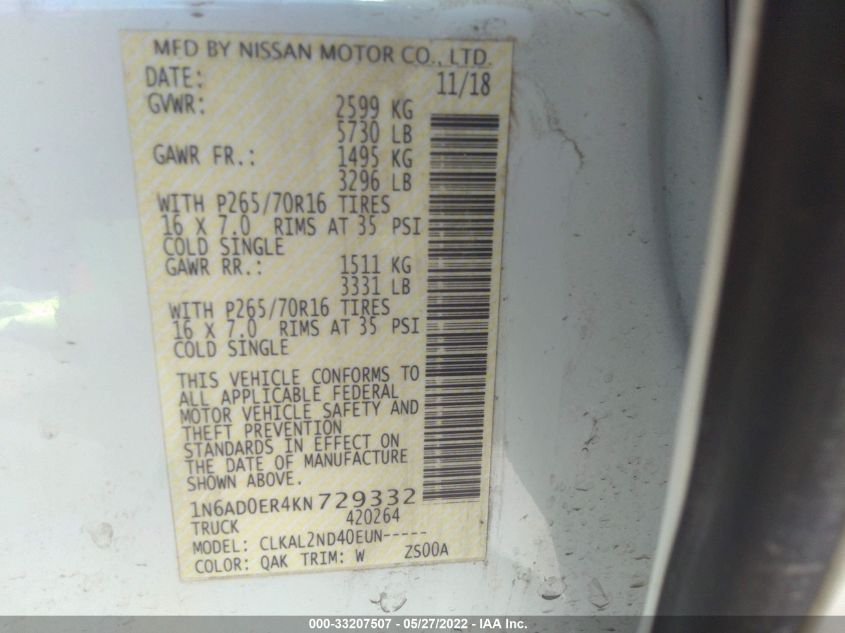 MFD BY NISSAN MOTOR CO., LTD.
DATE: 11/18
GVWR: 2599 KG
5730 LB
GAWR FR.: 1495 KG
3296 LB
WITH P265/70R16 TIRES
16 X 7.0 RIMS AT 35 PSI
COLD SINGLE
GAWR RR.: 1511 KG
3331 LB
WITH P265/70R16 TIRES
16 X 7.0 RIMS AT 35 PSI
COLD SINGLE
THIS VEHICLE CONFORMS TO
ALL APPLICABLE FEDERAL
MOTOR VEHICLE SAFETY AND
THEFT PREVENTION
STANDARDS IN EFFECT ON
THE DATE OF MANUFACTURE
SHOWN ABOVE.
1N6AD0ER4KN729332
TRUCK 420264
MODEL: CLKAL2ND40EUN-----
COLOR: QAK TRIM: W ZS00A
000-33207507 - 05/27/2022 - IAA Inc.